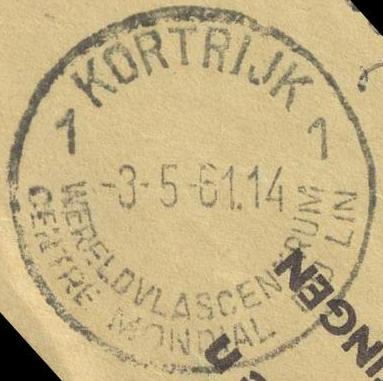 KORTRIJK
1 1
-3-5-61.14
WERELDVLASCENTRUM
CENTRE MONDIAL DU LIN
INGEN